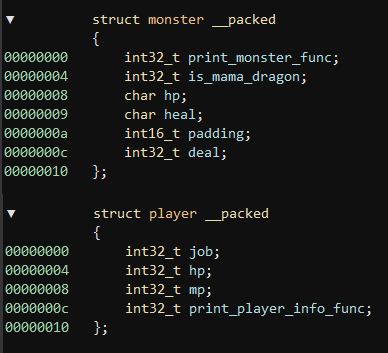 ▼ struct monster __packed
{
00000000 int32_t print_monster_func;
00000004 int32_t is_mama_dragon;
00000008 char hp;
00000009 char heal;
0000000a int16_t padding;
0000000c int32_t deal;
00000010 };
▼ struct player __packed
{
00000000 int32_t job;
00000004 int32_t hp;
00000008 int32_t mp;
0000000c int32_t print_player_info_func;
00000010 };